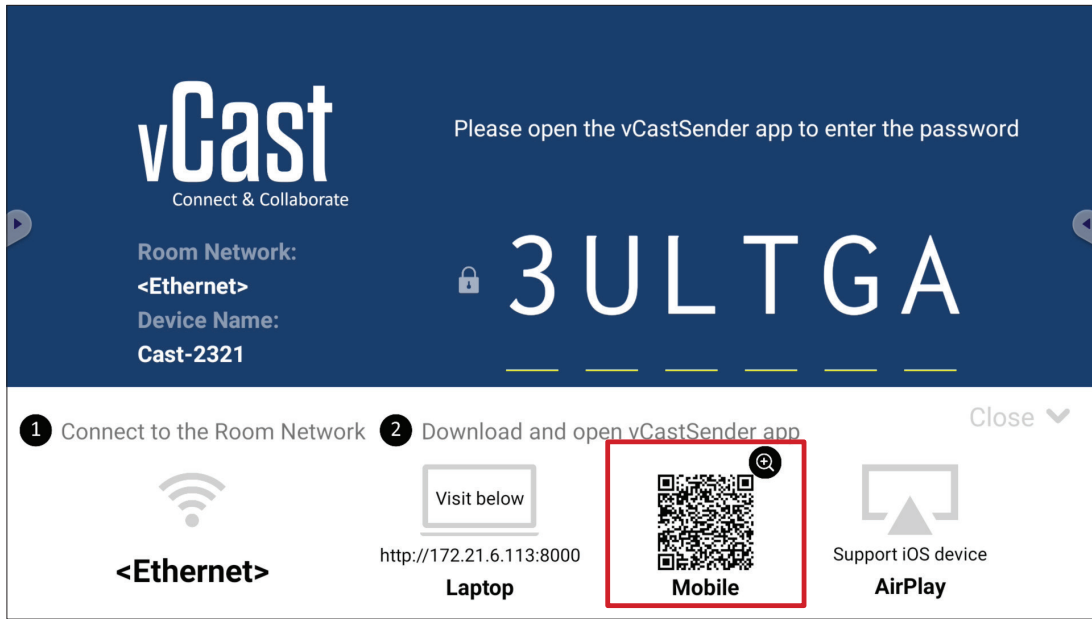 vCast
Connect & Collaborate
Please open the vCastSender app to enter the password
Room Network:
<Ethernet>
Device Name:
Cast-2321
3ULTGA
1 Connect to the Room Network
2 Download and open vCastSender app
Close
<Ethernet>
Visit below
http://172.21.6.113:8000
Laptop
Mobile
Support iOS device
AirPlay